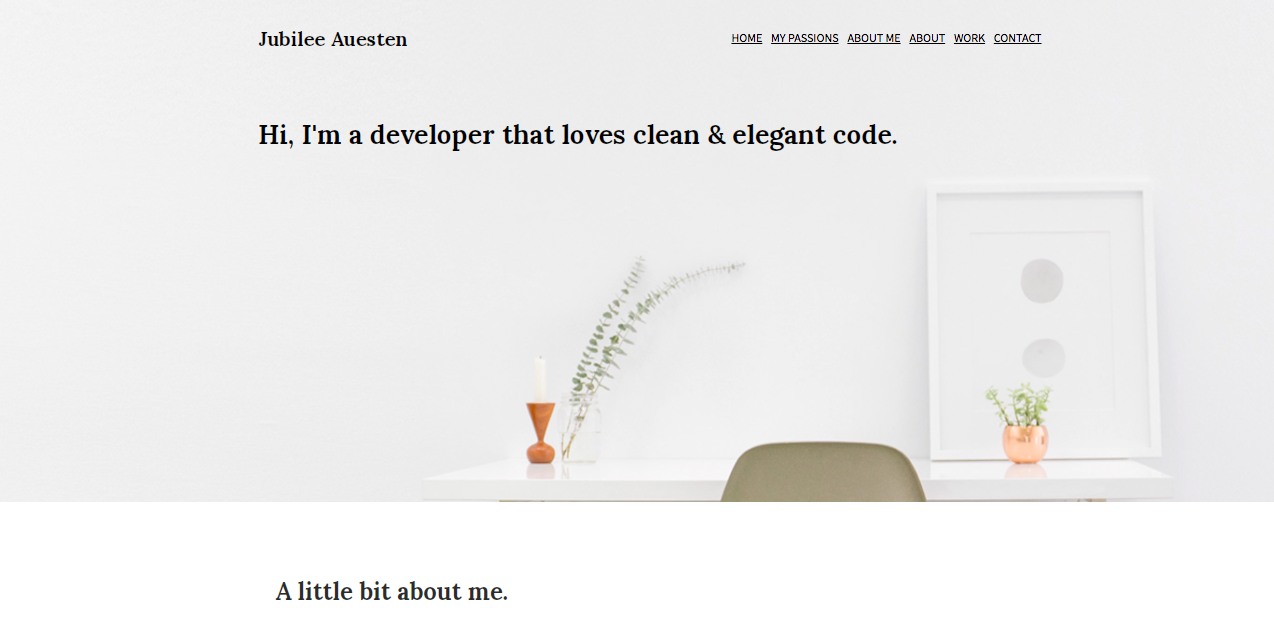 Jubilee Auesten
HOME MY PASSIONS ABOUT ME ABOUT WORK CONTACT
Hi, I'm a developer that loves clean & elegant code.
A little bit about me.